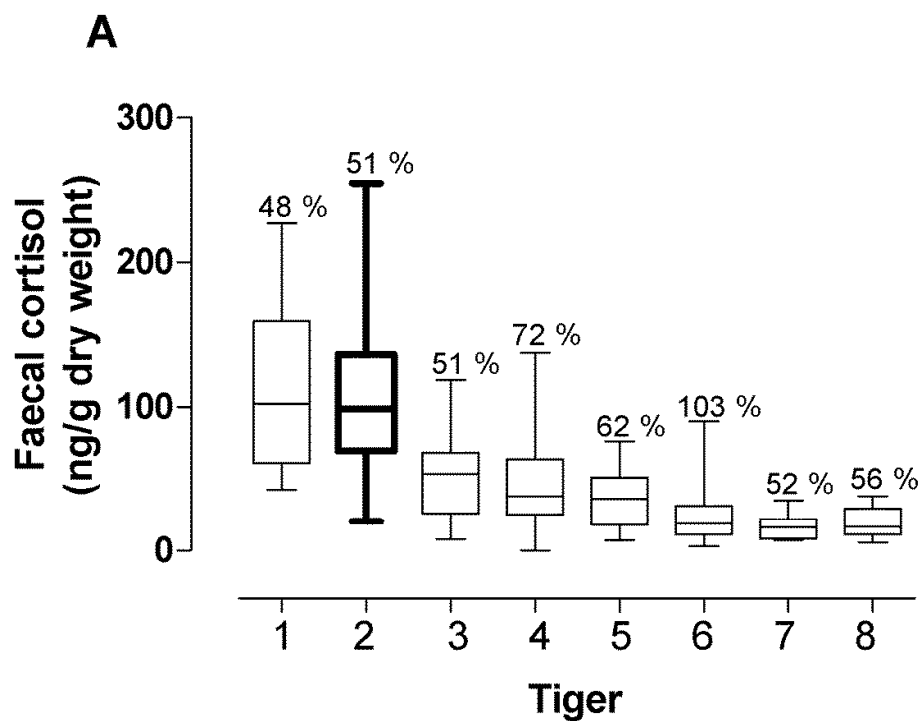 A
Faecal cortisol
(ng/g dry weight)
300
200
100
0
48 %
51 %
51 %
72 %
62 %
103 %
52 %
56 %
1 2 3 4 5 6 7 8
Tiger